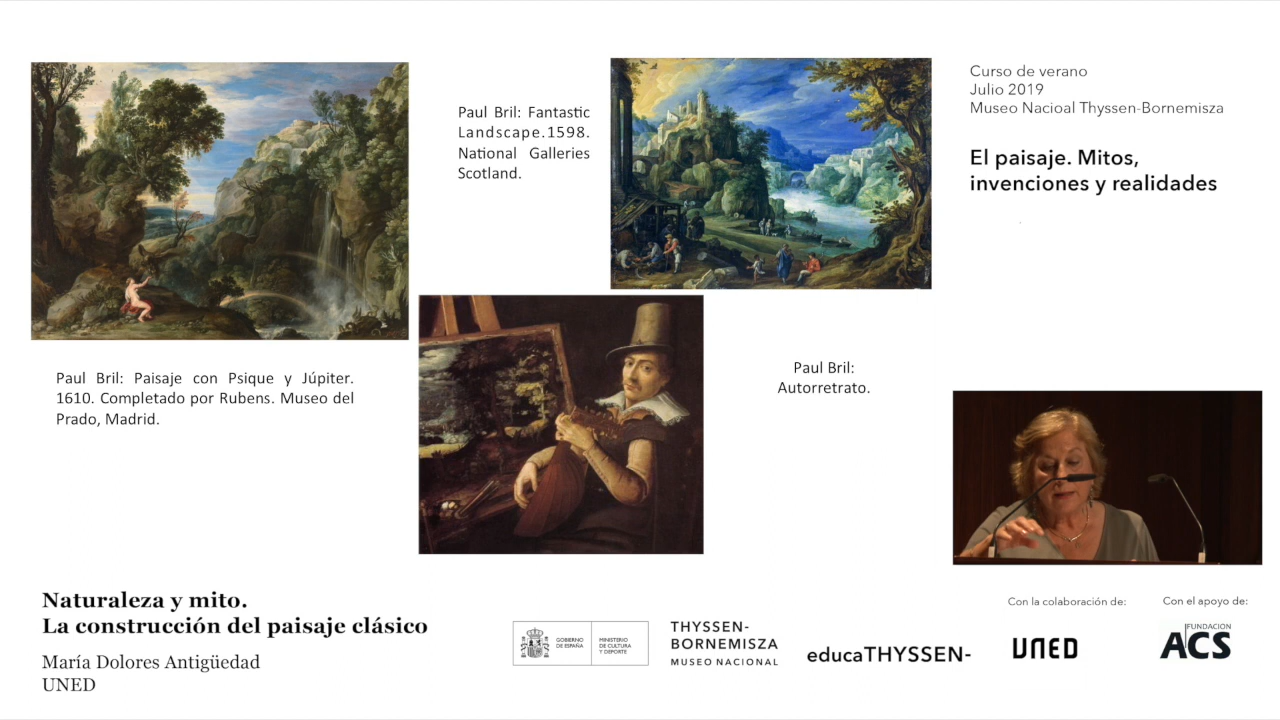 Paul Bril: Fantastic
Landscape.1598.
National Galleries
Scotland.
Curso de verano
Julio 2019
Museo Nacioal Thyssen-Bornemisza
El paisaje. Mitos,
invenciones y realidades
Paul Bril: Paisaje con Psique y Júpiter.
1610. Completado por Rubens. Museo del
Prado, Madrid.
Paul Bril:
Autorretrato.
Naturaleza y mito.
La construcción del paisaje clásico
María Dolores Antigüedad
UNED
GOBIERNO
DE ESPAÑA
MINISTERIO
DE CULTURA
Y DEPORTE
THYSSEN-
BORNEMISZA
MUSEO NACIONAL
educaTHYSSEN-
Con la colaboración de:
UNED
Con el apoyo de:
FUNDACION
ACS